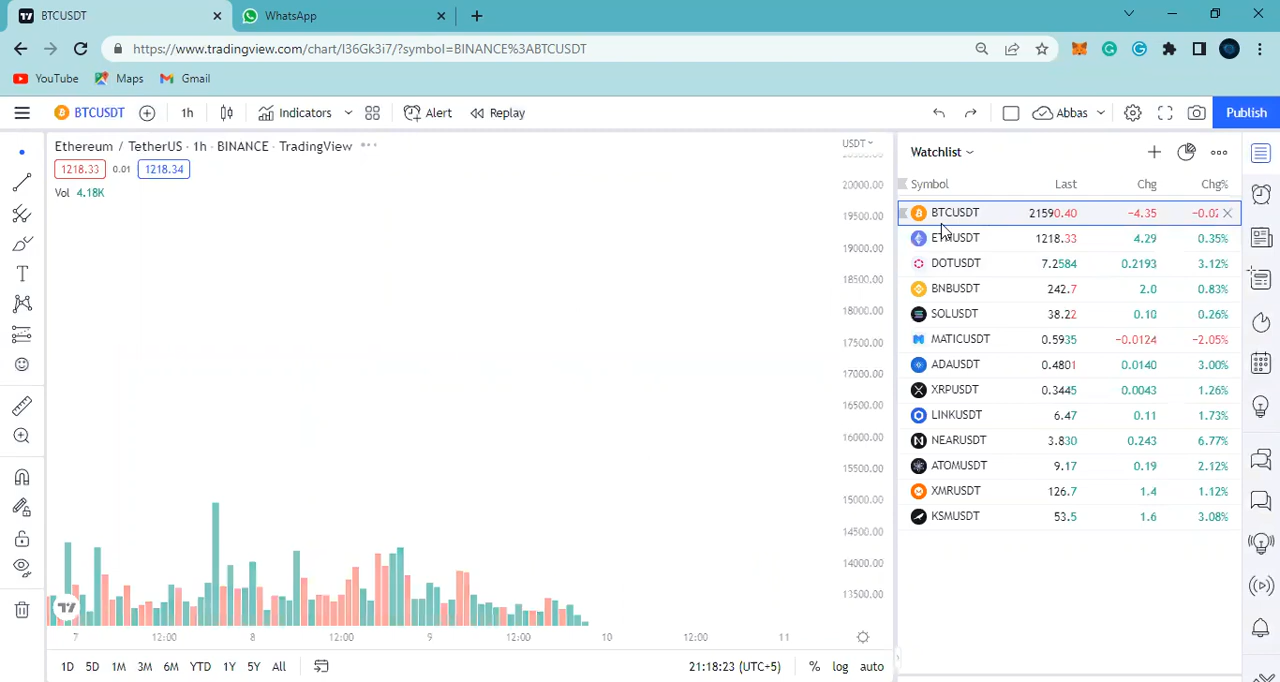 BTCUSDT
WhatsApp
https://www.tradingview.com/chart/I36Gk3i7/?symbol=BINANCE%3ABTCUSDT
YouTube Maps Gmail
BTCUSDT 1h Indicators Alert Replay Abbas Publish
Ethereum / TetherUS · 1h · BINANCE · TradingView
1218.33 0.01 1218.34
Vol 4.18K
USDT
20000.00
19500.00
19000.00
18500.00
18000.00
17500.00
17000.00
16500.00
16000.00
15500.00
15000.00
14500.00
14000.00
13500.00
7 12:00 8 12:00 9 12:00 10 12:00 11
1D 5D 1M 3M 6M YTD 1Y 5Y All 21:18:23 (UTC+5) % log auto
Watchlist
Symbol Last Chg Chg%
BTCUSDT 21590.40 −4.35 −0.02
ETHUSDT 1218.33 4.29 0.35%
DOTUSDT 7.2584 0.2193 3.12%
BNBUSDT 242.7 2.0 0.83%
SOLUSDT 38.22 0.10 0.26%
MATICUSDT 0.5935 −0.0124 −2.05%
ADAUSDT 0.4801 0.0140 3.00%
XRPUSDT 0.3445 0.0043 1.26%
LINKUSDT 6.47 0.11 1.73%
NEARUSDT 3.830 0.243 6.77%
ATOMUSDT 9.17 0.19 2.12%
XMRUSDT 126.7 1.4 1.12%
KSMUSDT 53.5 1.6 3.08%